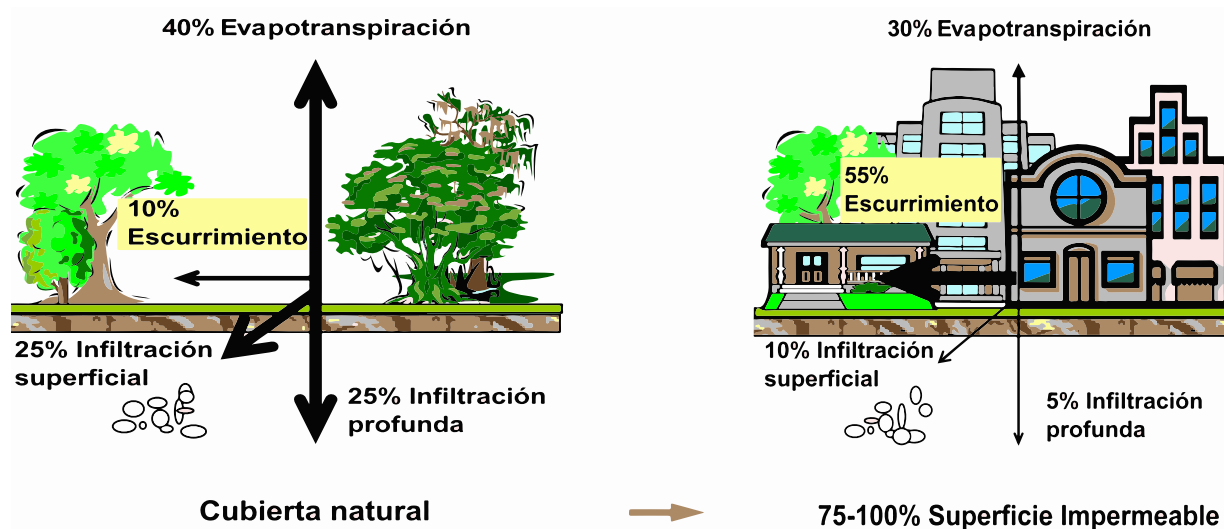 40% Evapotranspiración
10%
Escurrimiento
25% Infiltración
superficial
25% Infiltración
profunda
Cubierta natural
30% Evapotranspiración
55%
Escurrimiento
10% Infiltración
superficial
5% Infiltración
profunda
75-100% Superficie Impermeable